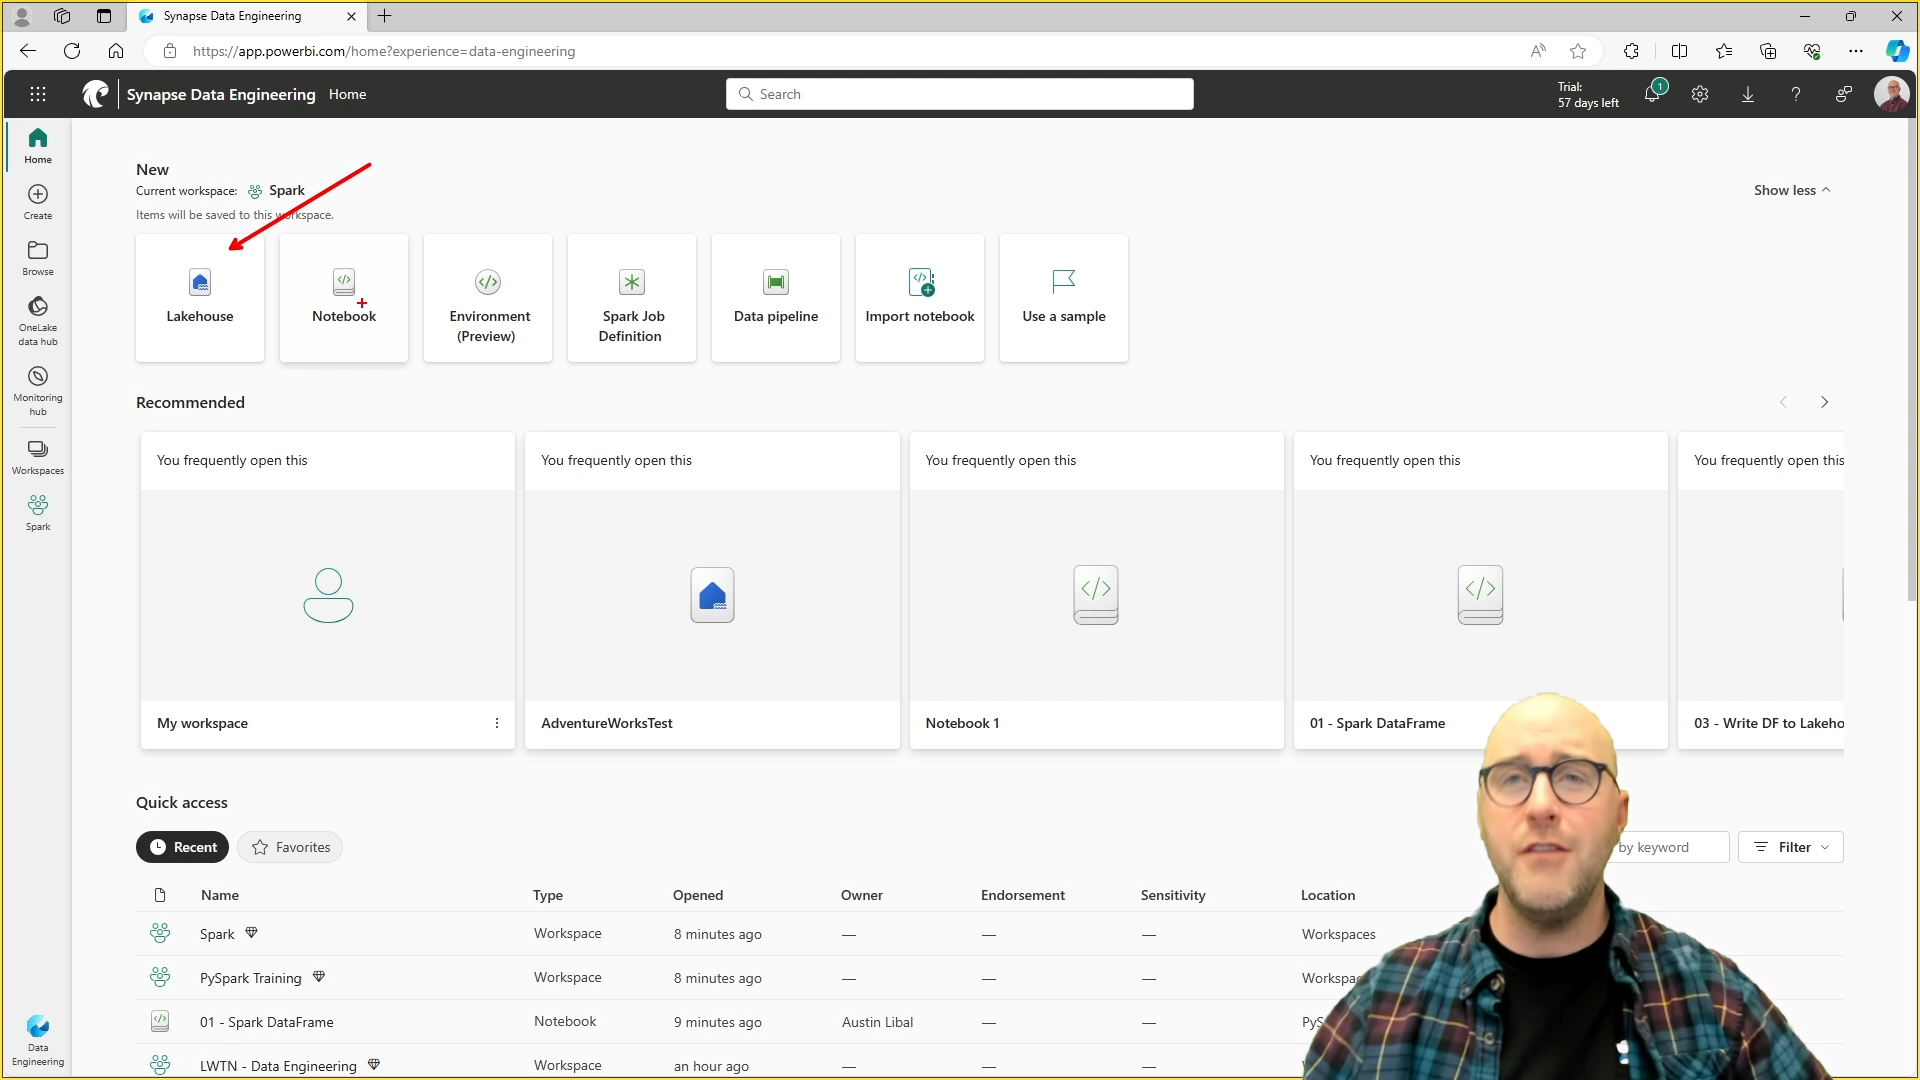 Synapse Data Engineering
https://app.powerbi.com/home?experience=data-engineering
Synapse Data Engineering Home
Search
Trial:
57 days left
1
Home
Create
Browse
OneLake
data hub
Monitoring
hub
Workspaces
Spark
Data
Engineering
New
Current workspace: Spark
Items will be saved to this workspace.
Show less
Lakehouse
Notebook
Environment
(Preview)
Spark Job
Definition
Data pipeline
Import notebook
Use a sample
Recommended
You frequently open this
My workspace
You frequently open this
AdventureWorksTest
You frequently open this
Notebook 1
You frequently open this
01 - Spark DataFrame
You frequently open this
03 - Write DF to Lakeho
Quick access
Recent
Favorites
by keyword
Filter
Name Type Opened Owner Endorsement Sensitivity Location
Spark Workspace 8 minutes ago — — — Workspaces
PySpark Training Workspace 8 minutes ago — — — Workspac
01 - Spark DataFrame Notebook 9 minutes ago Austin Libal — — PyS
LWTN - Data Engineering Workspace an hour ago — — —